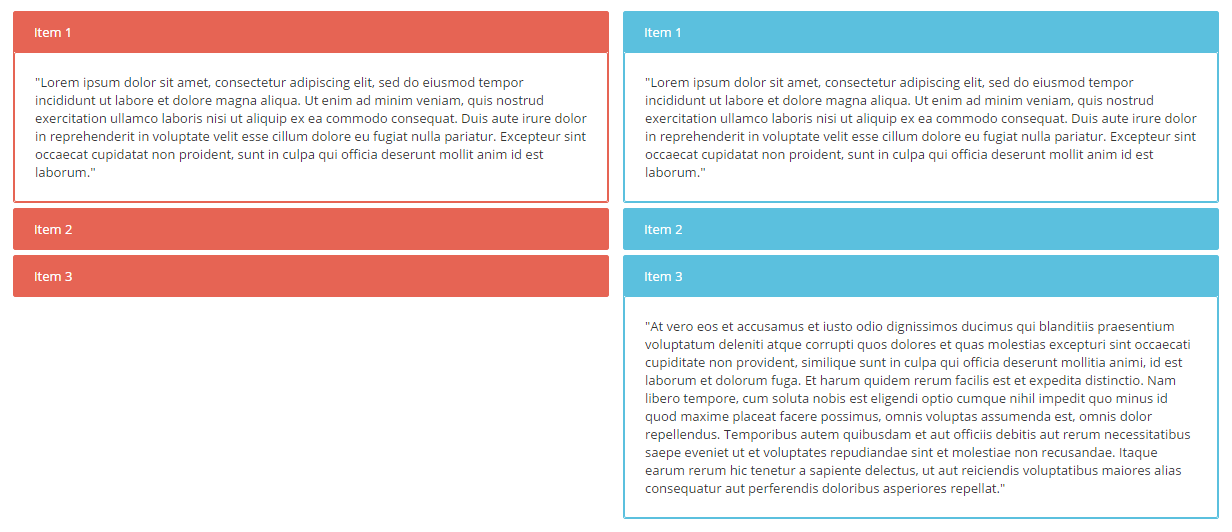 Item 1
"Lorem ipsum dolor sit amet, consectetur adipiscing elit, sed do eiusmod tempor
incididunt ut labore et dolore magna aliqua. Ut enim ad minim veniam, quis nostrud
exercitation ullamco laboris nisi ut aliquip ex ea commodo consequat. Duis aute irure dolor
in reprehenderit in voluptate velit esse cillum dolore eu fugiat nulla pariatur. Excepteur sint
occaecat cupidatat non proident, sunt in culpa qui officia deserunt mollit anim id est
laborum."
Item 2
Item 3
Item 1
"Lorem ipsum dolor sit amet, consectetur adipiscing elit, sed do eiusmod tempor
incididunt ut labore et dolore magna aliqua. Ut enim ad minim veniam, quis nostrud
exercitation ullamco laboris nisi ut aliquip ex ea commodo consequat. Duis aute irure dolor
in reprehenderit in voluptate velit esse cillum dolore eu fugiat nulla pariatur. Excepteur sint
occaecat cupidatat non proident, sunt in culpa qui officia deserunt mollit anim id est
laborum."
Item 2
Item 3
"At vero eos et accusamus et iusto odio dignissimos ducimus qui blanditiis praesentium
voluptatum deleniti atque corrupti quos dolores et quas molestias excepturi sint occaecati
cupiditate non provident, similique sunt in culpa qui officia deserunt mollitia animi, id est
laborum et dolorum fuga. Et harum quidem rerum facilis est et expedita distinctio. Nam
libero tempore, cum soluta nobis est eligendi optio cumque nihil impedit quo minus id
quod maxime placeat facere possimus, omnis voluptas assumenda est, omnis dolor
repellendus. Temporibus autem quibusdam et aut officiis debitis aut rerum necessitatibus
saepe eveniet ut et voluptates repudiandae sint et molestiae non recusandae. Itaque
earum rerum hic tenetur a sapiente delectus, ut aut reiciendis voluptatibus maiores alias
consequatur aut perferendis doloribus asperiores repellat."